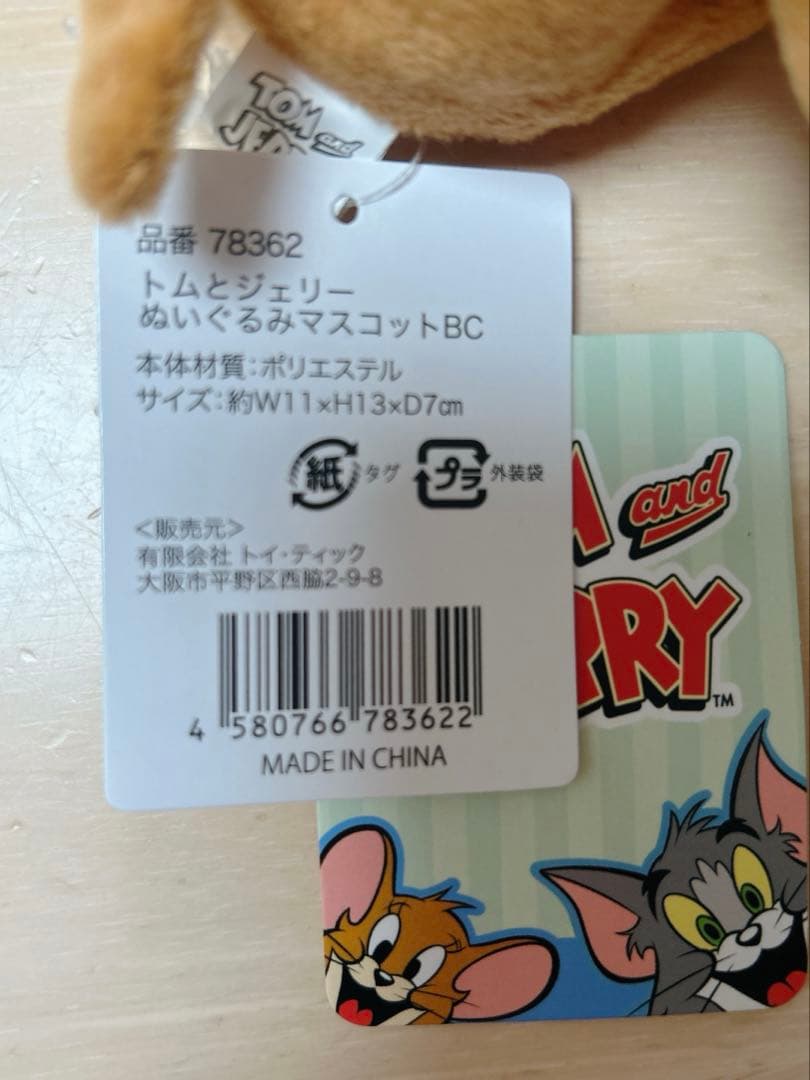 TOM and
JERRY
品番 78362
トムとジェリー
ぬいぐるみマスコットBC
本体材質:ポリエステル
サイズ:約W11×H13×D7㎝
紙 タグ プラ 外装袋
<販売元>
有限会社 トイ・ティック
大阪市平野区西脇2-9-8
4 580766 783622
MADE IN CHINA
M and
RRY™